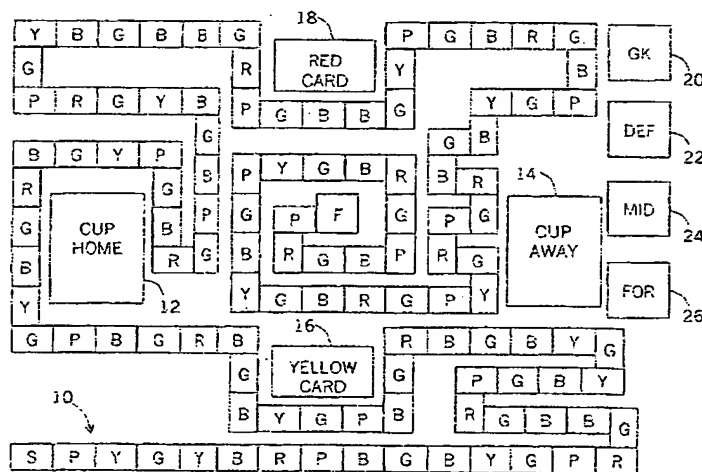 18
Y B G B B G
P G B R G
RED
CARD
GK
20
G R Y B
P R G Y B
P G B B G
Y G P
DEF
22
B G Y P
G B
P Y G B R
G B
R G
B P
G
B R
14
MID
24
G
CUP
HOME
B P
G P F
G P G
CUP
AWAY
B R G
B R G B P
R G
FOR
26
Y
12
Y G B R G P Y
G P B G R B
16
R B G B Y G
G
YELLOW
CARD
G
P G B Y
10
B Y G P B
R G B B G
S P Y G Y B R P B G B Y G P R